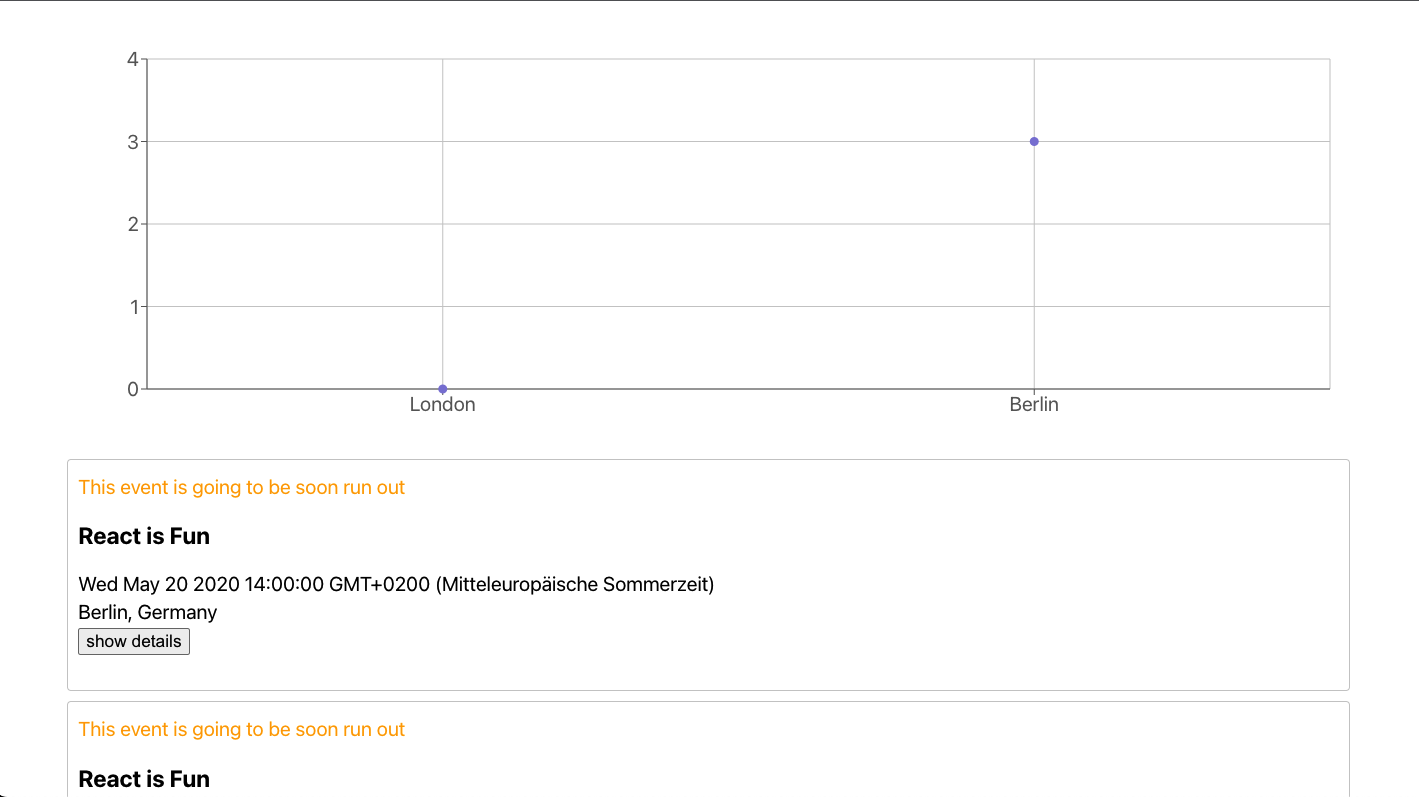 4
3
2
1
0
London Berlin
This event is going to be soon run out
React is Fun
Wed May 20 2020 14:00:00 GMT+0200 (Mitteleuropäische Sommerzeit)
Berlin, Germany
show details
This event is going to be soon run out
React is Fun